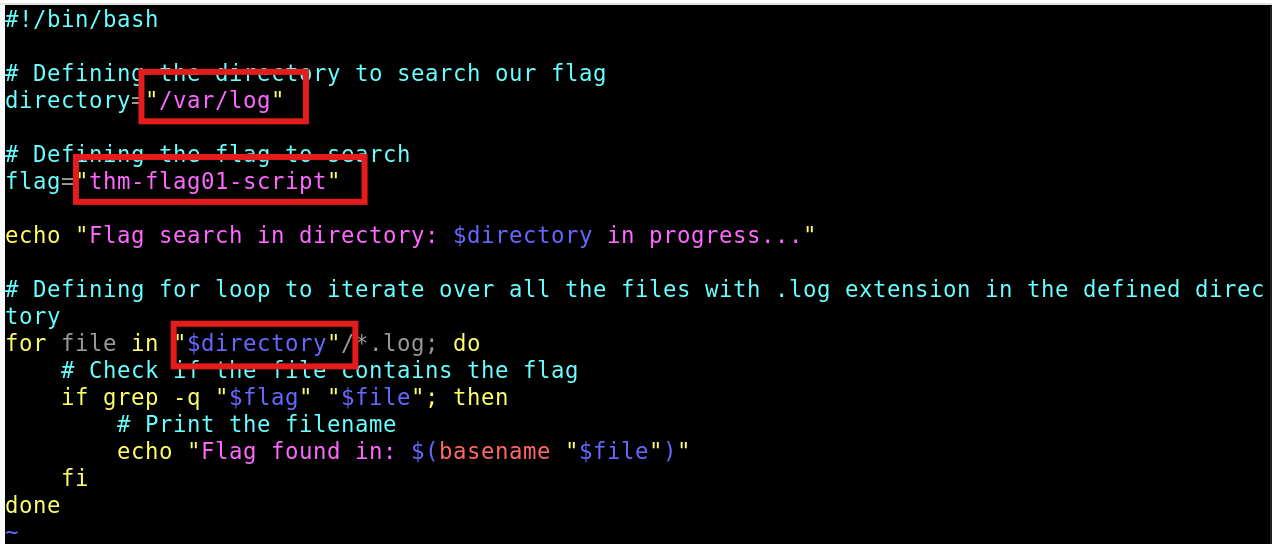 #!/bin/bash

# Defining the directory to search our flag
directory="/var/log"

# Defining the flag to search
flag="thm-flag01-script"

echo "Flag search in directory: $directory in progress..."

# Defining for loop to iterate over all the files with .log extension in the defined direc
tory
for file in "$directory"/*.log; do
    # Check if the file contains the flag
    if grep -q "$flag" "$file"; then
        # Print the filename
        echo "Flag found in: $(basename "$file")"
    fi
done
~